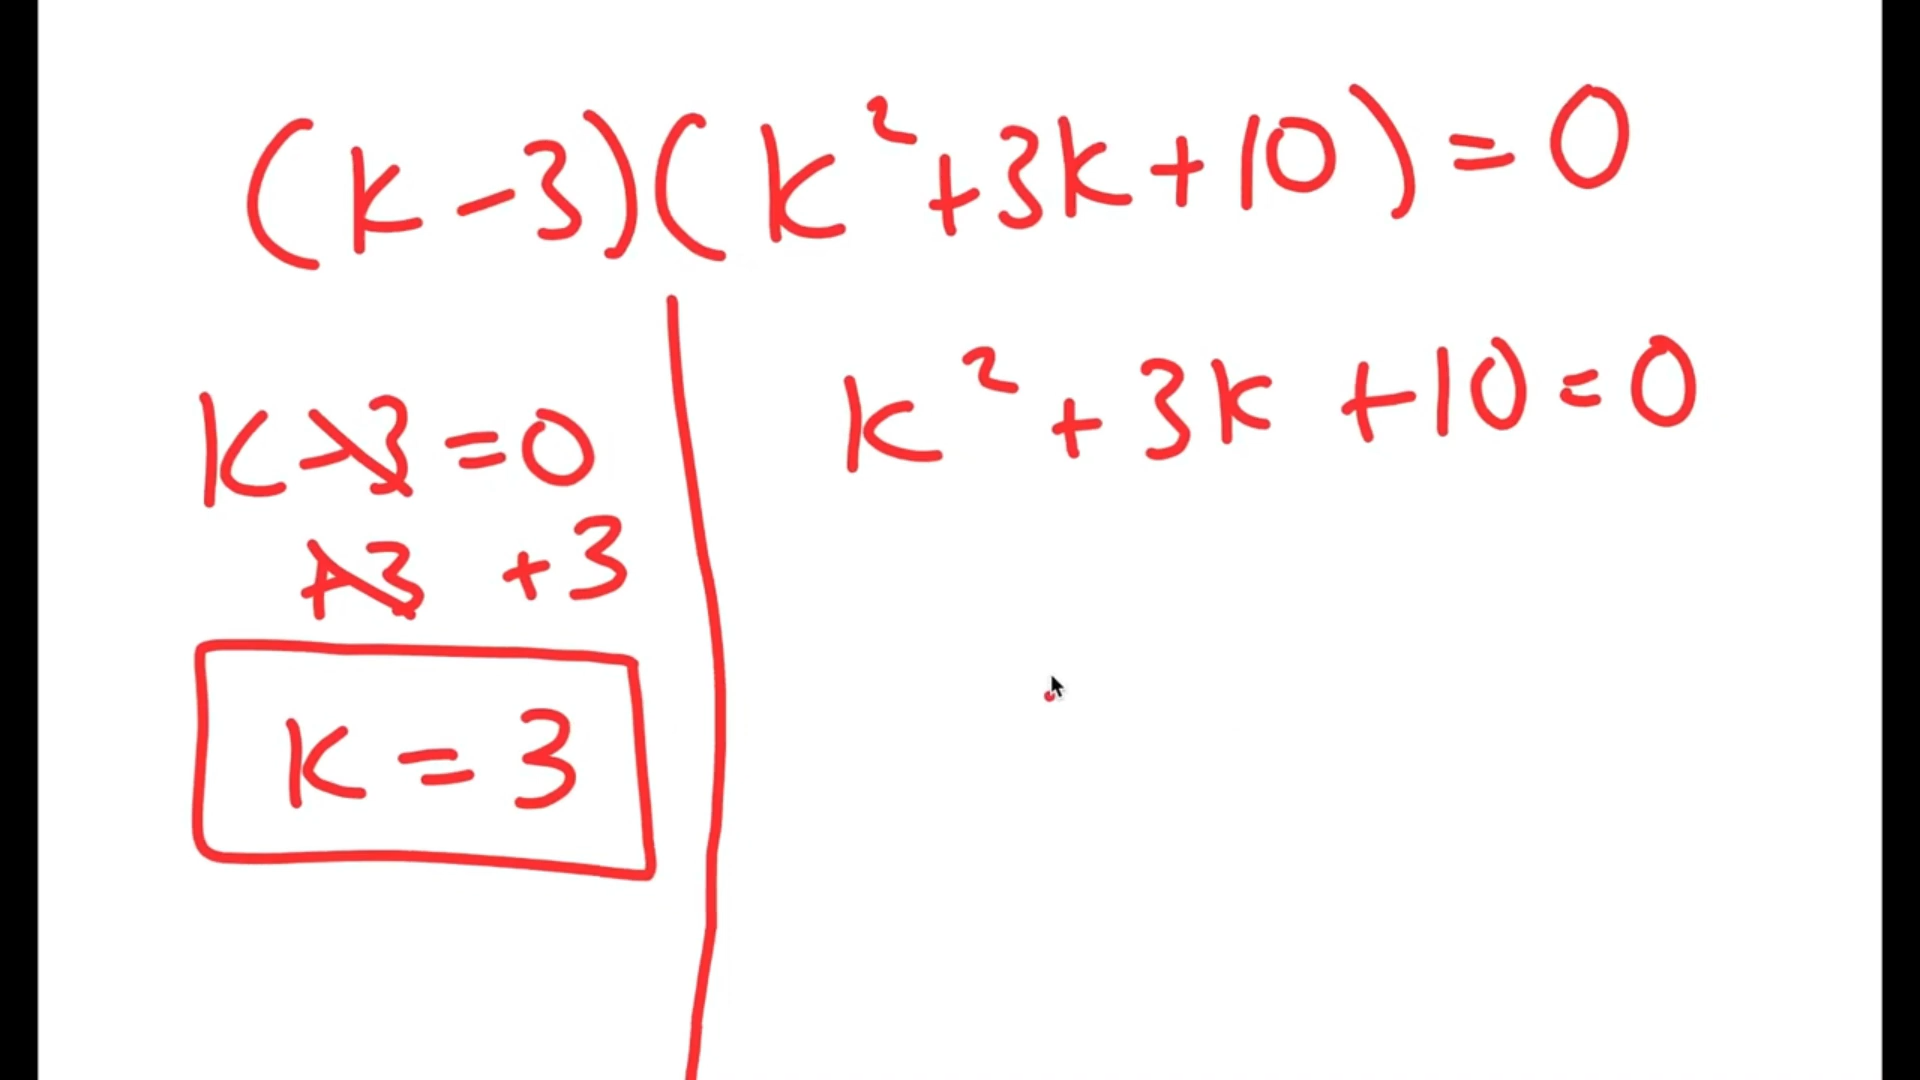 (k-3)(k²+3k+10)=0
k-3=0
+3 +3
k=3
k²+3k+10=0